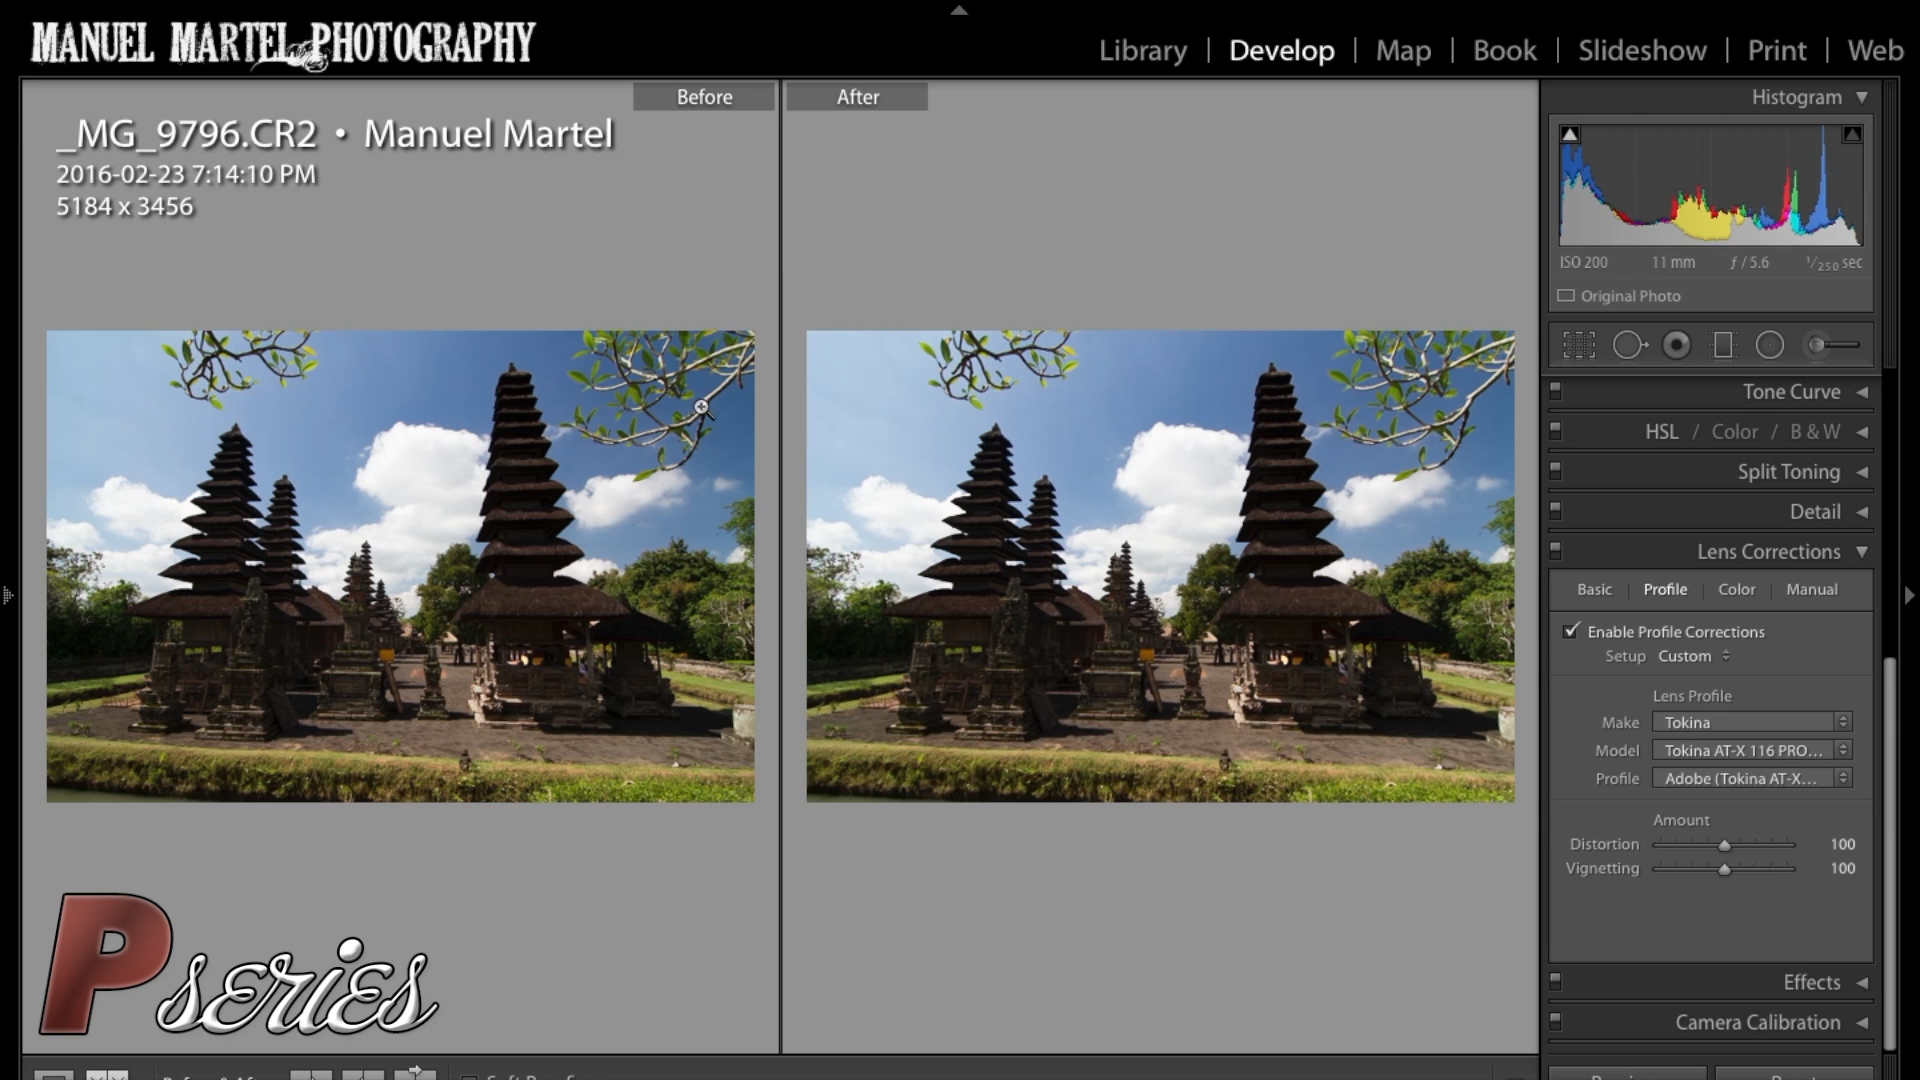 MANUEL MARTEL PHOTOGRAPHY
Library | Develop | Map | Book | Slideshow | Print | Web
Before
After
_MG_9796.CR2 • Manuel Martel
2016-02-23 7:14:10 PM
5184 x 3456
Histogram
ISO 200 11 mm ƒ / 5.6 1/250 sec
Original Photo
Tone Curve
HSL / Color / B & W
Split Toning
Detail
Lens Corrections
Basic | Profile | Color | Manual
Enable Profile Corrections
Setup Custom
Lens Profile
Make Tokina
Model Tokina AT-X 116 PRO...
Profile Adobe (Tokina AT-X...
Amount
Distortion 100
Vignetting 100
Effects
Camera Calibration
P series